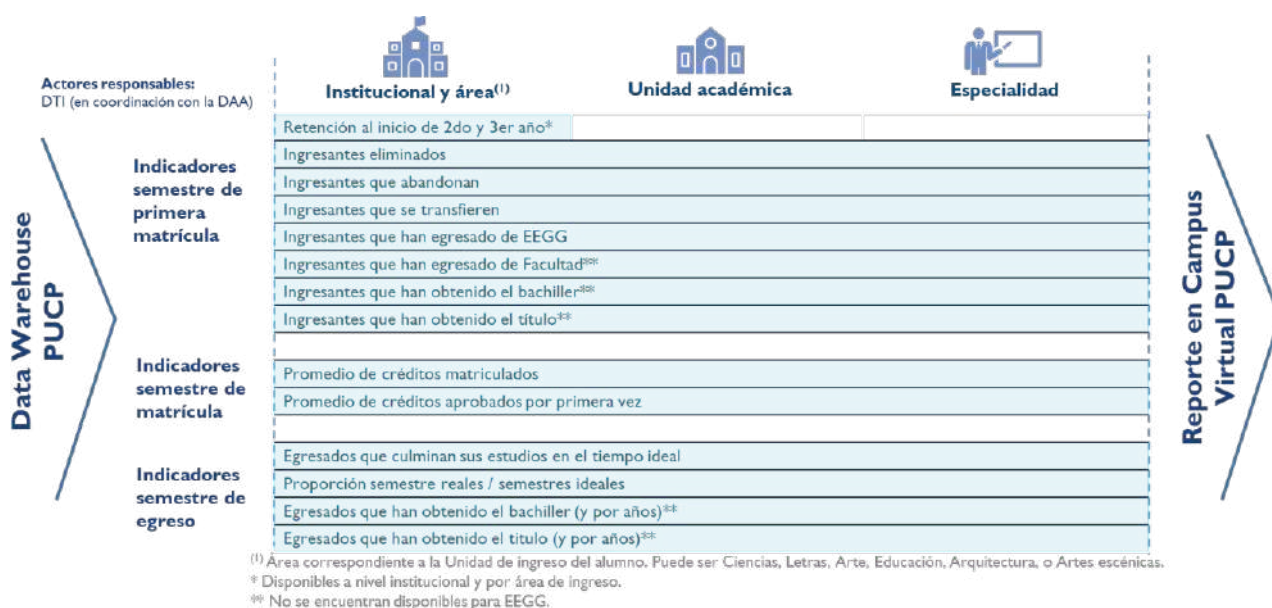 Actores responsables:
DTI (en coordinación con la DAA)
Institucional y área(1)
Unidad académica
Especialidad
Data Warehouse
PUCP
Indicadores
semestre de
primera
matrícula
Retención al inicio de 2do y 3er año*
Ingresantes eliminados
Ingresantes que abandonan
Ingresantes que se transfieren
Ingresantes que han egresado de EEGG
Ingresantes que han egresado de Facultad**
Ingresantes que han obtenido el bachiller**
Ingresantes que han obtenido el título**
Indicadores
semestre de
matrícula
Promedio de créditos matriculados
Promedio de créditos aprobados por primera vez
Indicadores
semestre de
egreso
Egresados que culminan sus estudios en el tiempo ideal
Proporción semestre reales / semestres ideales
Egresados que han obtenido el bachiller (y por años)**
Egresados que han obtenido el título (y por años)**
Reporte en Campus
Virtual PUCP
(1) Área correspondiente a la Unidad de ingreso del alumno. Puede ser Ciencias, Letras, Arte, Educación, Arquitectura, o Artes escénicas.
* Disponibles a nivel institucional y por área de ingreso.
** No se encuentran disponibles para EEGG.